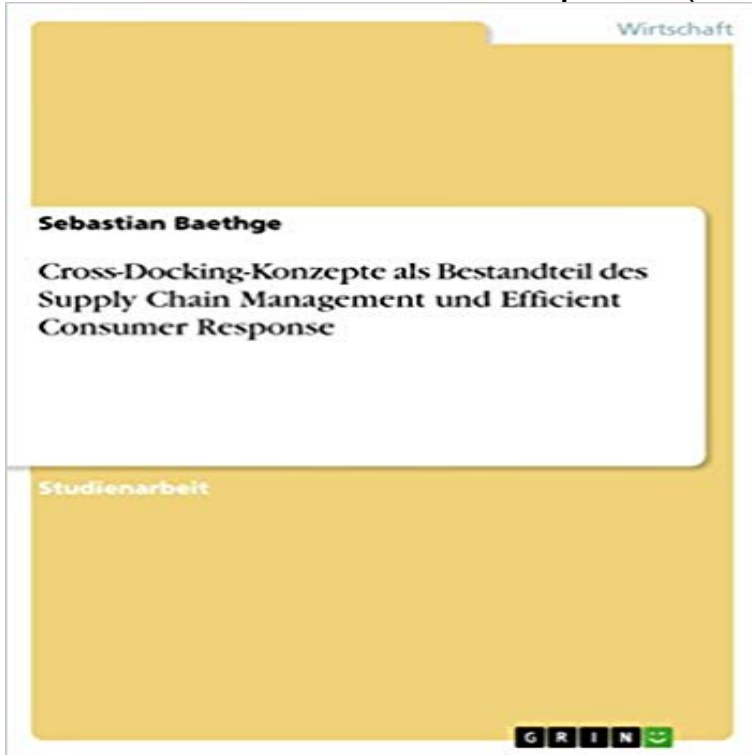 Wirtschaft
Sebastian Baethge
Cross-Docking-Konzepte als Bestandteil des
Supply Chain Management und Efficient
Consumer Response
Studienarbeit
GRIN